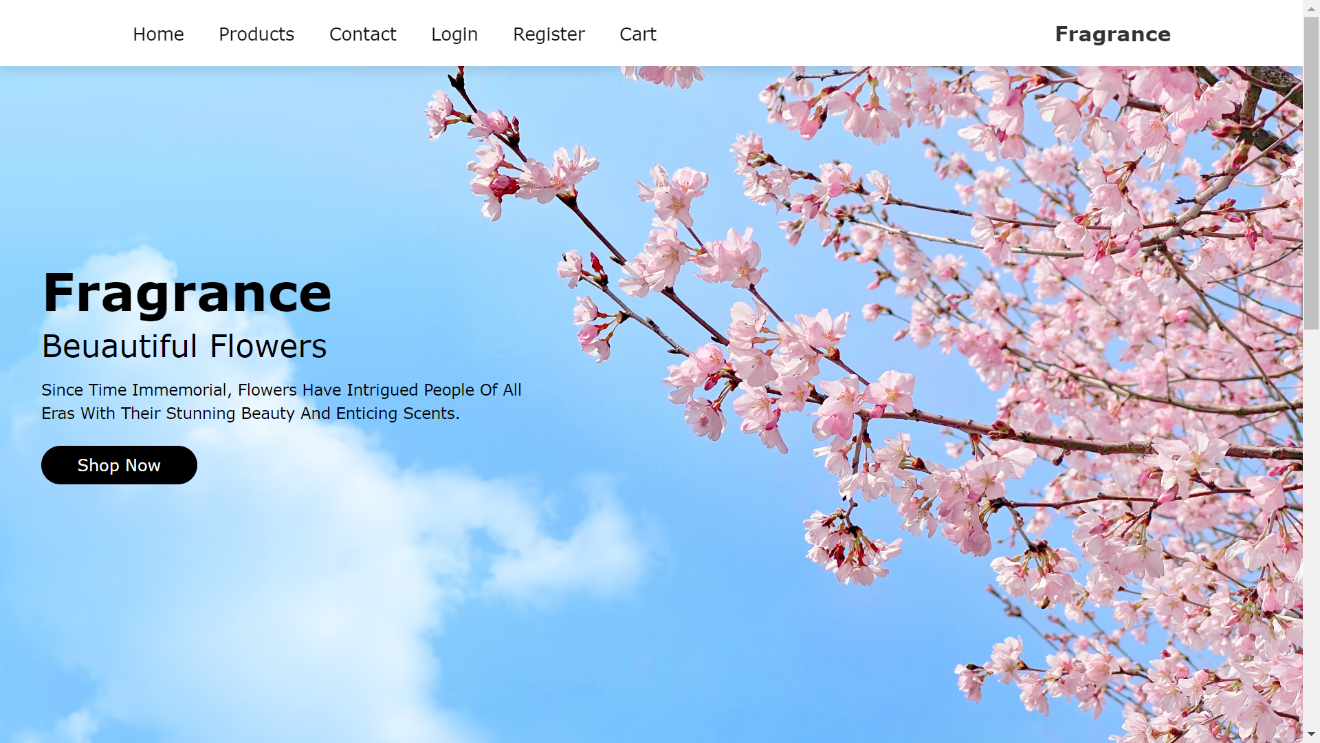 Home Products Contact Login Register Cart Fragrance
Fragrance
Beuautiful Flowers
Since Time Immemorial, Flowers Have Intrigued People Of All
Eras With Their Stunning Beauty And Enticing Scents.
Shop Now